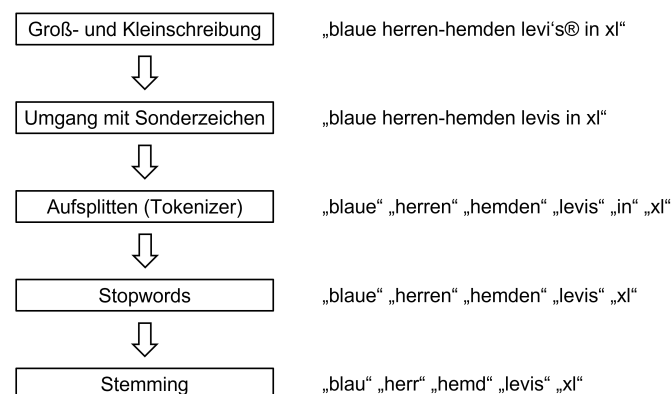 Groß- und Kleinschreibung „blaue herren-hemden levi‘s® in xl“
Umgang mit Sonderzeichen „blaue herren-hemden levis in xl“
Aufsplitten (Tokenizer) „blaue“ „herren“ „hemden“ „levis“ „in“ „xl“
Stopwords „blaue“ „herren“ „hemden“ „levis“ „xl“
Stemming „blau“ „herr“ „hemd“ „levis“ „xl“